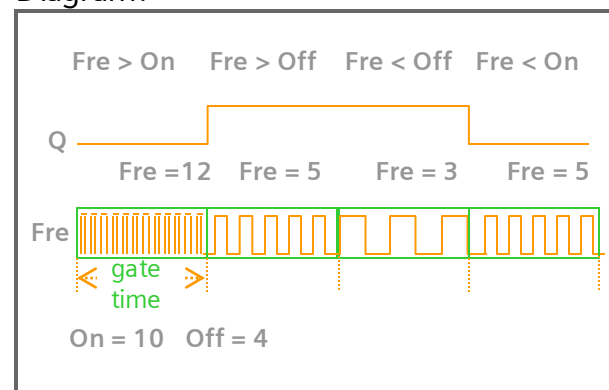 Diagram:
Fre > On Fre > Off Fre < Off Fre < On
Q
Fre =12 Fre = 5 Fre = 3 Fre = 5
Fre
gate
time
On = 10 Off = 4